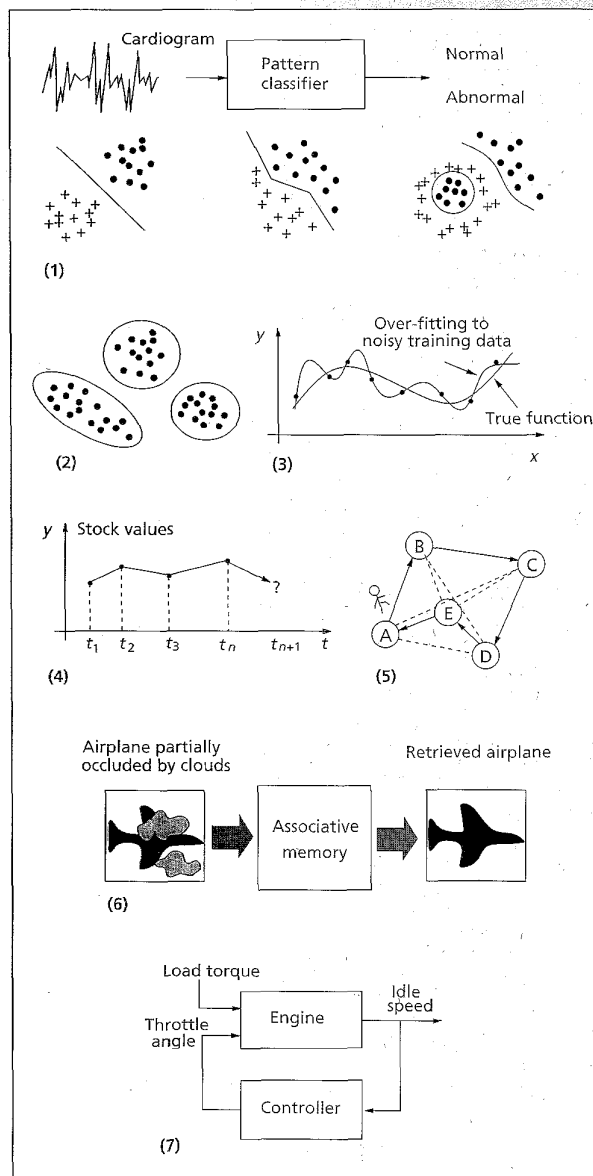 Cardiogram
Pattern
classifier
Normal
Abnormal
(1)
(2)
y
Over-fitting to
noisy training data
True function
x
(3)
y
Stock values
?
t1 t2 t3 tn tn+1 t
(4)
B
C
E
A
D
(5)
Airplane partially
occluded by clouds
Retrieved airplane
Associative
memory
(6)
Load torque
Idle
speed
Engine
Throttle
angle
Controller
(7)